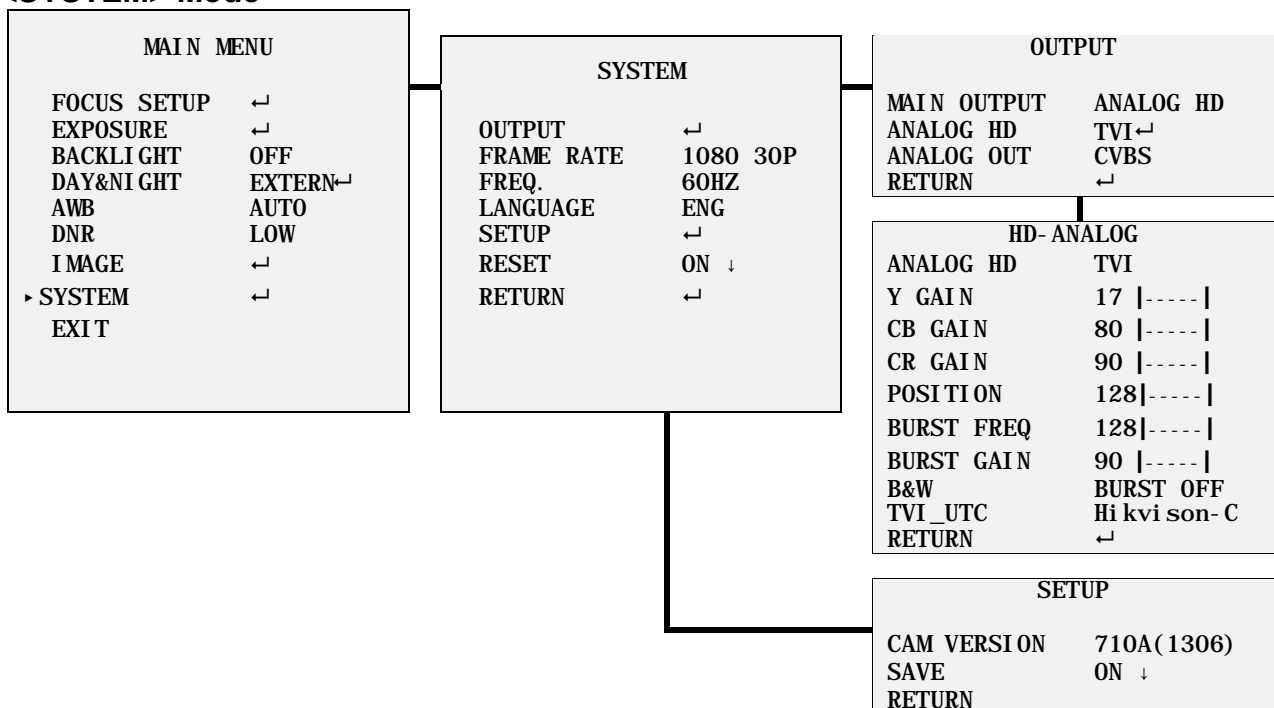 <SYSTEM> Mode
MAIN MENU
FOCUS SETUP ↵
EXPOSURE ↵
BACKLIGHT OFF
DAY&NIGHT EXTERN↵
AWB AUTO
DNR LOW
IMAGE ↵
▸SYSTEM ↵
EXIT
SYSTEM
OUTPUT ↵
FRAME RATE 1080 30P
FREQ. 60HZ
LANGUAGE ENG
SETUP ↵
RESET ON ↓
RETURN ↵
OUTPUT
MAIN OUTPUT ANALOG HD
ANALOG HD TVI↵
ANALOG OUT CVBS
RETURN ↵
HD-ANALOG
ANALOG HD TVI
Y GAIN 17 |-----|
CB GAIN 80 |-----|
CR GAIN 90 |-----|
POSITION 128|-----|
BURST FREQ 128|-----|
BURST GAIN 90 |-----|
B&W BURST OFF
TVI_UTC Hikvison-C
RETURN ↵
SETUP
CAM VERSION 710A(1306)
SAVE ON ↓
RETURN